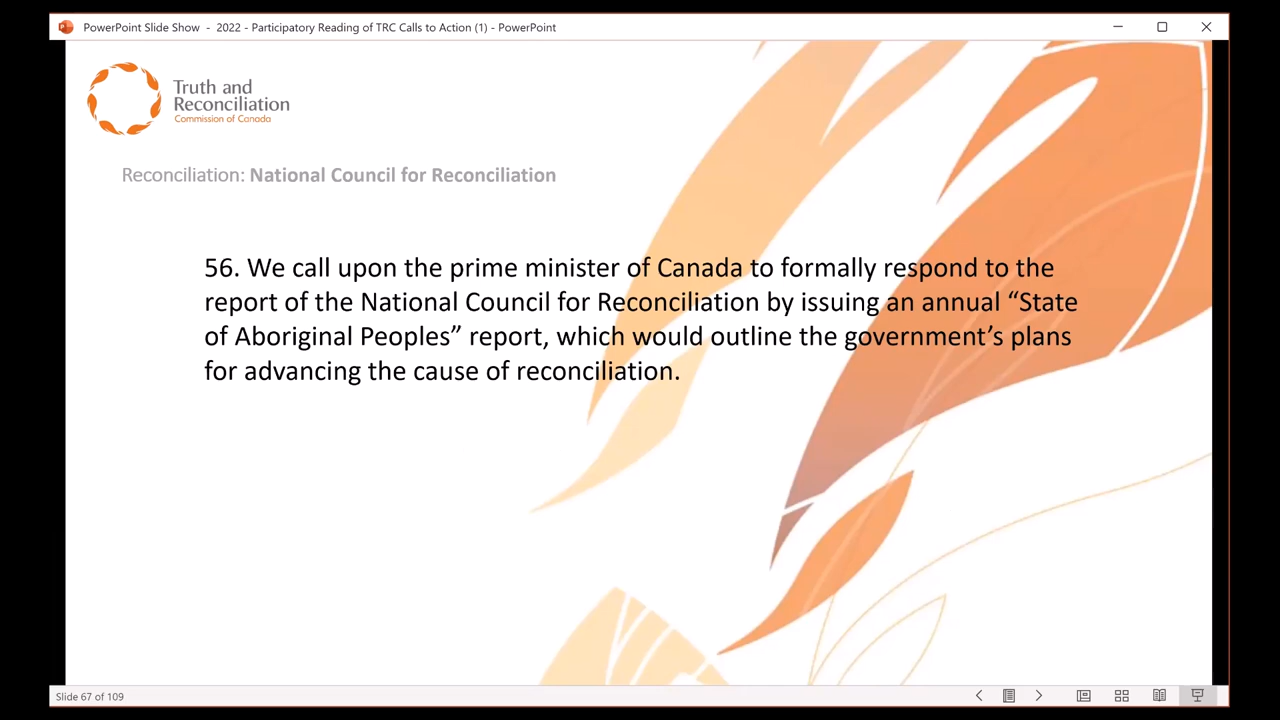 PowerPoint Slide Show - 2022 - Participatory Reading of TRC Calls to Action (1) - PowerPoint
Truth and
Reconciliation
Commission of Canada
Reconciliation: National Council for Reconciliation
56. We call upon the prime minister of Canada to formally respond to the
report of the National Council for Reconciliation by issuing an annual “State
of Aboriginal Peoples” report, which would outline the government’s plans
for advancing the cause of reconciliation.
Slide 67 of 109